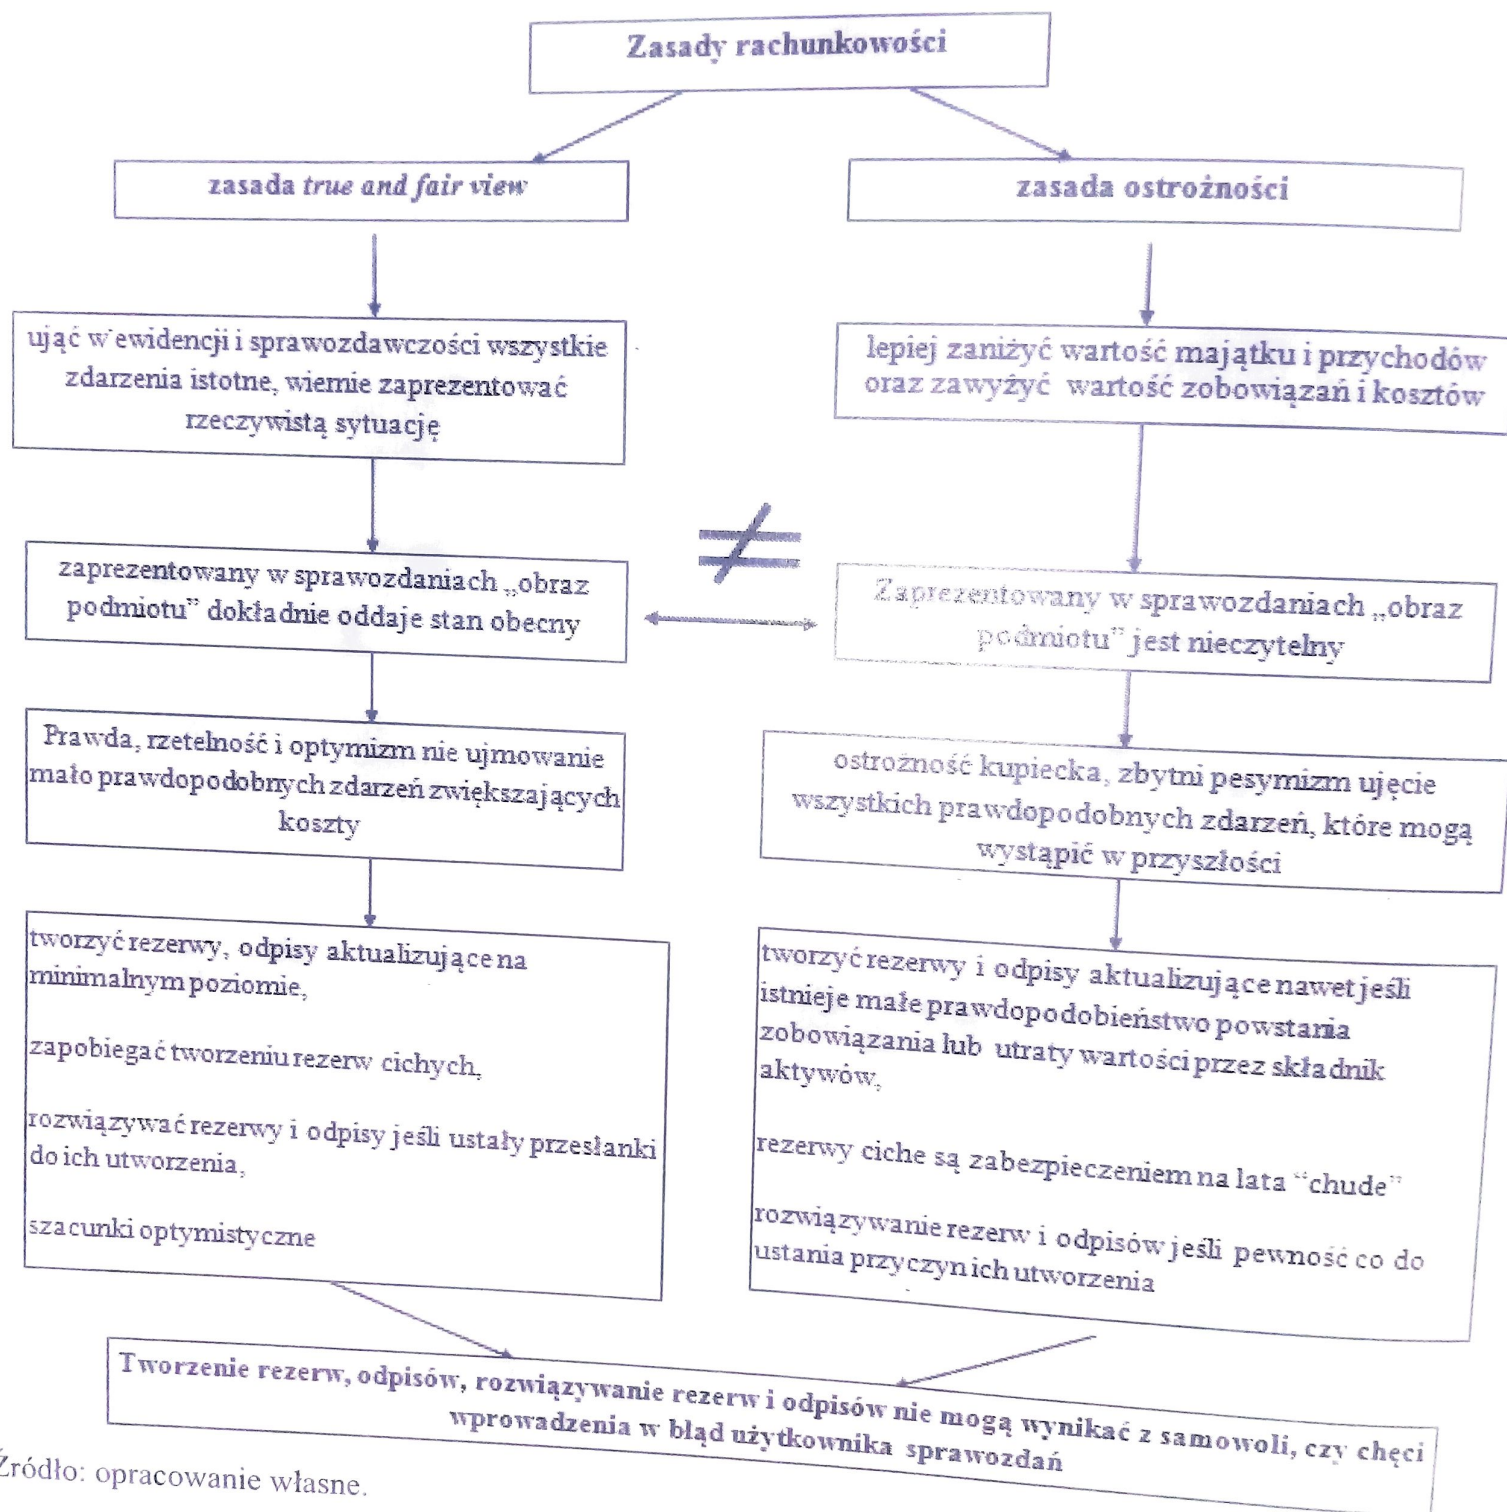 Zasady rachunkowości
zasada true and fair view
zasada ostrożności
ująć w ewidencji i sprawozdawczości wszystkie
zdarzenia istotne, wiernie zaprezentować
rzeczywistą sytuację
lepiej zaniżyć wartość majątku i przychodów
oraz zawyżyć wartość zobowiązań i kosztów
≠
zaprezentowany w sprawozdaniach „obraz
podmiotu” dokładnie oddaje stan obecny
Zaprezentowany w sprawozdaniach „obraz
podmiotu” jest nieczytelny
Prawda, rzetelność i optymizm nie ujmowanie
mało prawdopodobnych zdarzeń zwiększających
koszty
ostrożność kupiecka, zbytni pesymizm ujęcie
wszystkich prawdopodobnych zdarzeń, które mogą
wystąpić w przyszłości
tworzyć rezerwy, odpisy aktualizujące na
minimalnym poziomie,
zapobiegać tworzeniu rezerw cichych,
rozwiązywać rezerwy i odpisy jeśli ustały przesłanki
do ich utworzenia,
szacunki optymistyczne
tworzyć rezerwy i odpisy aktualizujące nawet jeśli
istnieje małe prawdopodobieństwo powstania
zobowiązania lub utraty wartości przez składnik
aktywów,
rezerwy ciche są zabezpieczeniem na lata “chude”
rozwiązywanie rezerw i odpisów jeśli pewność co do
ustania przyczyn ich utworzenia
Tworzenie rezerw, odpisów, rozwiązywanie rezerw i odpisów nie mogą wynikać z samowoli, czy chęci
wprowadzenia w błąd użytkownika sprawozdań
Źródło: opracowanie własne.